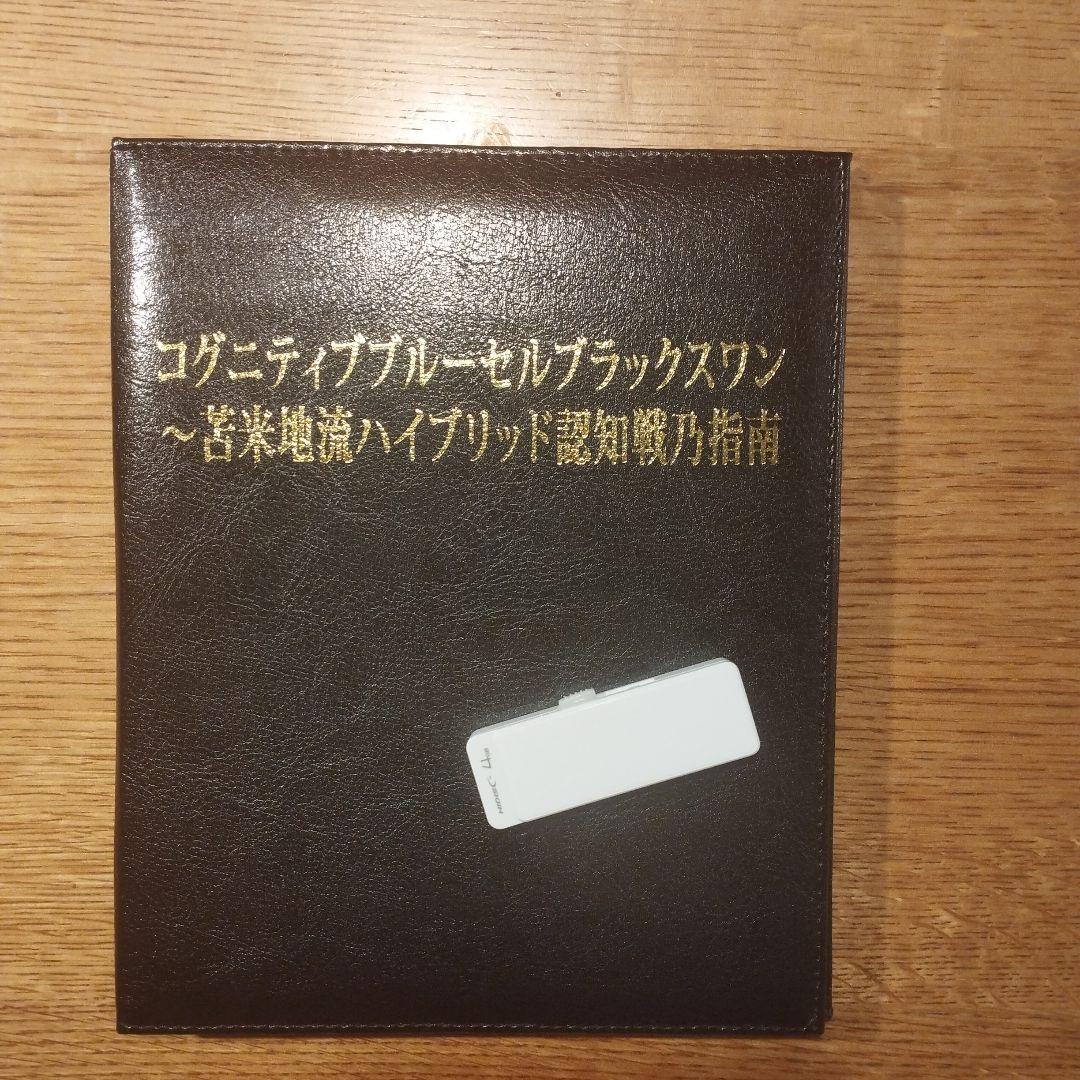 コグニティブブルーセルブラックスワン
～苫米地流ハイブリッド認知戦乃指南
HIDISC 4GB